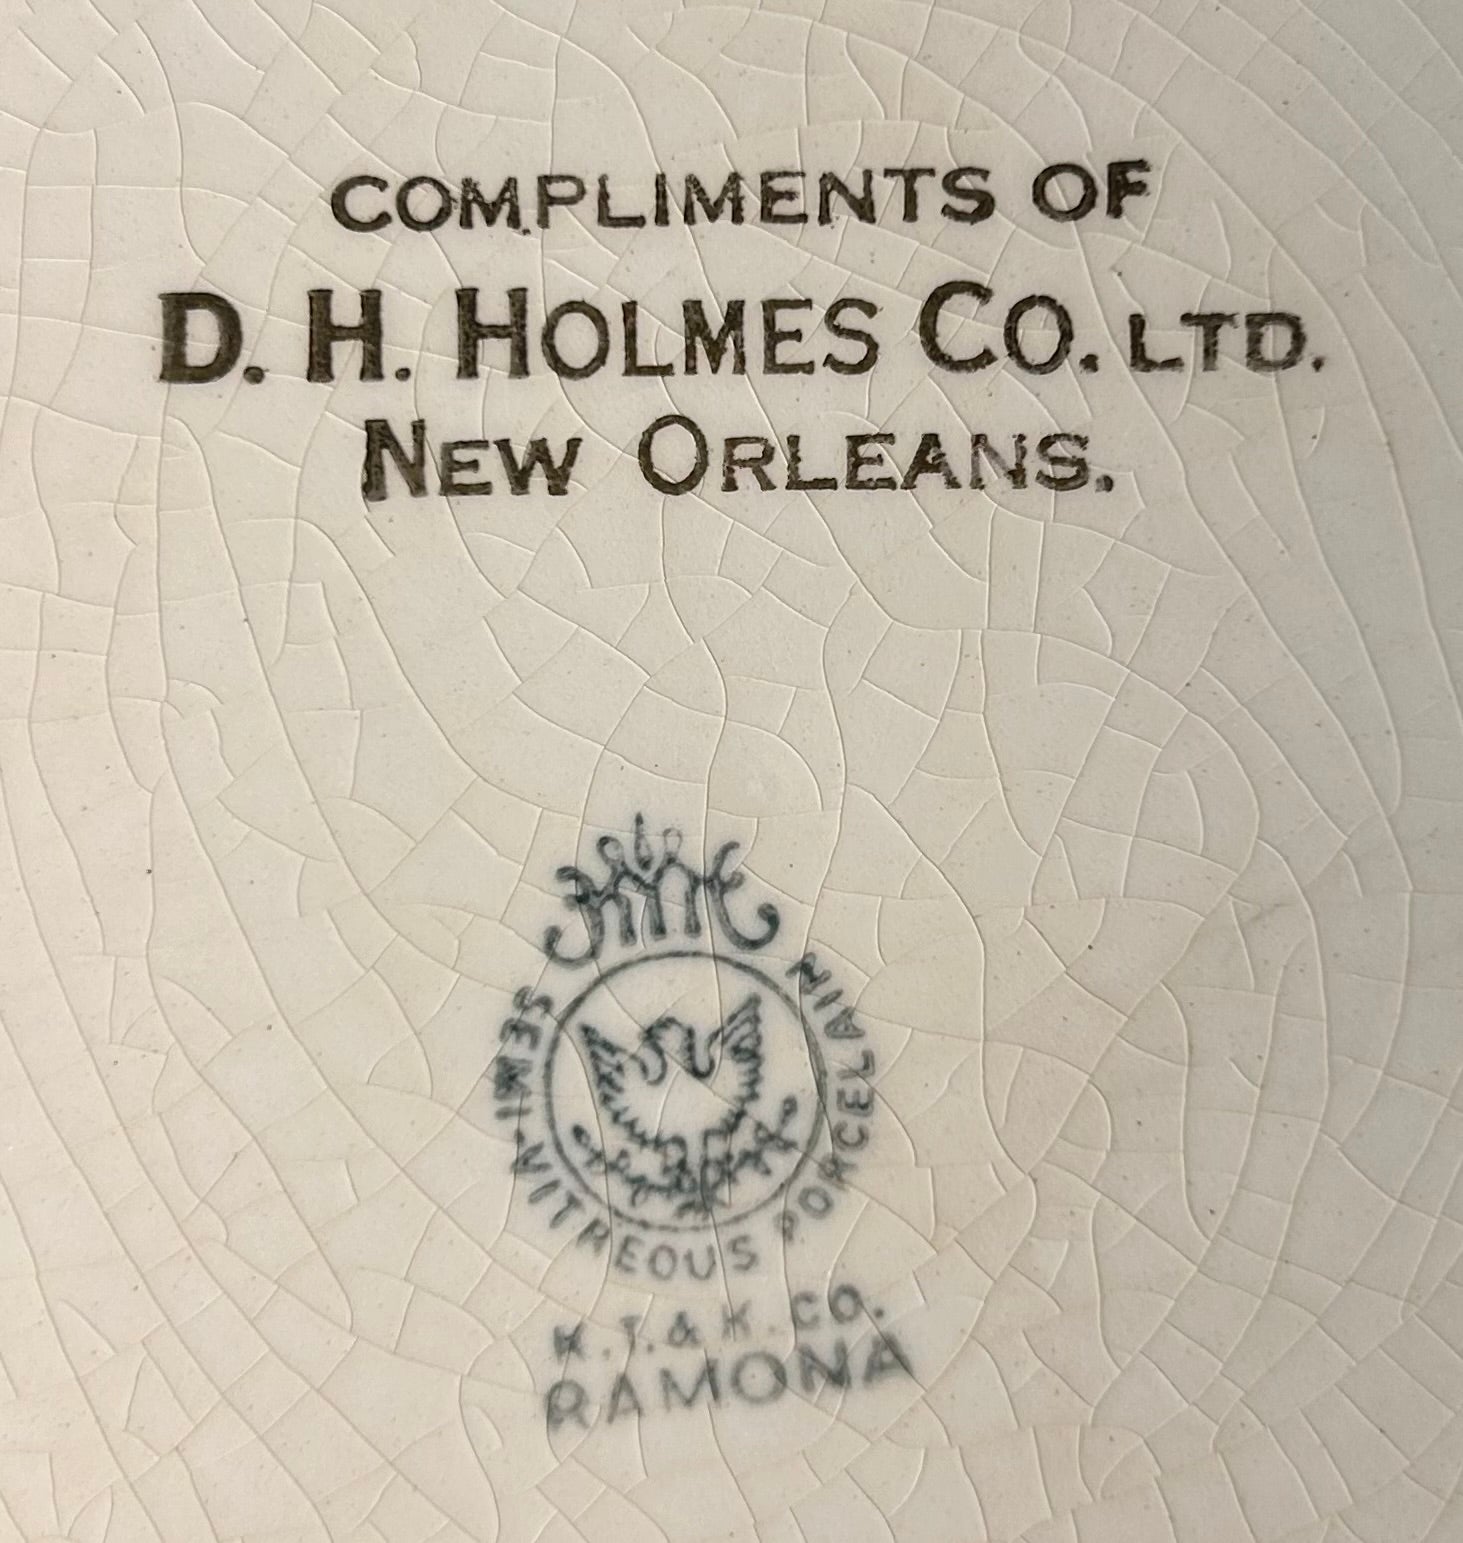 COMPLIMENTS OF
D. H. HOLMES CO. LTD.
NEW ORLEANS.
SEMI-VITREOUS PORCELAIN
K. T. & K. CO.
RAMONA